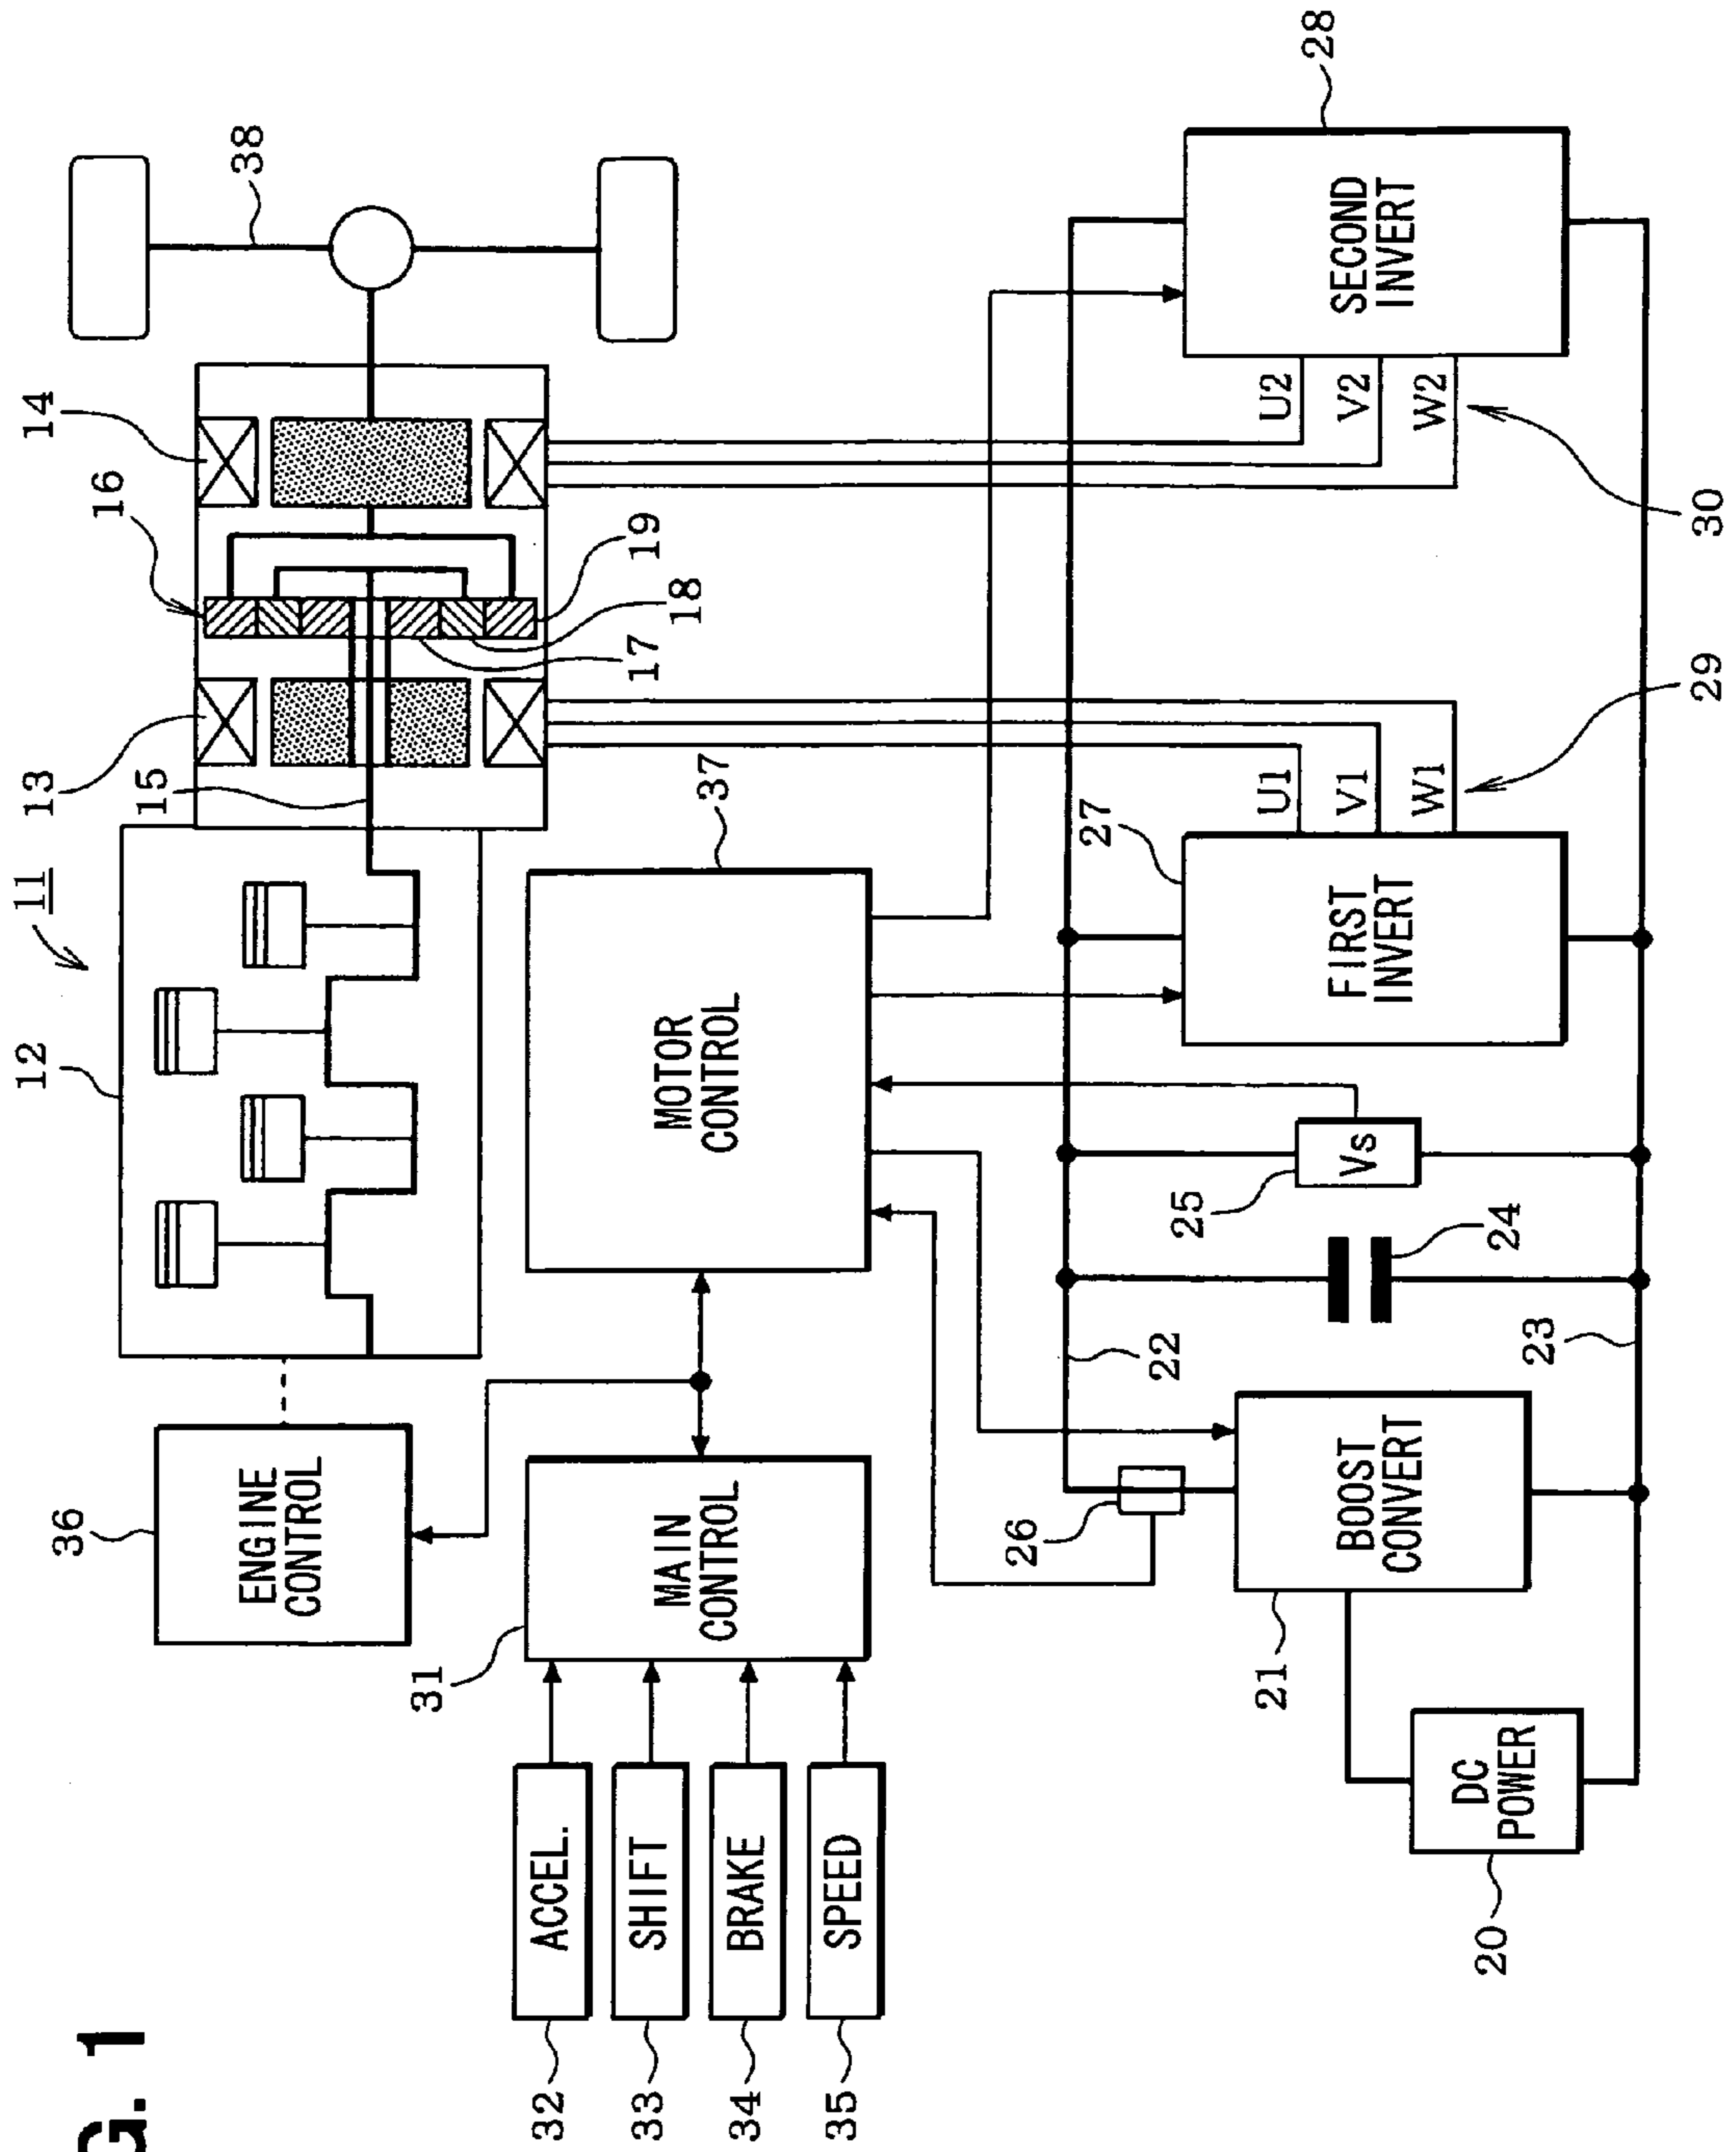 G. 1
11
12
13
14
15
16
17
18
19
38
36
ENGINE
CONTROL
31
MAIN
CONTROL
37
MOTOR
CONTROL
32
ACCEL.
33
SHIFT
34
BRAKE
35
SPEED
20
DC
POWER
21
BOOST
CONVERT
26
22
23
24
25
Vs
27
FIRST
INVERT
U1
V1
W1
29
28
SECOND
INVERT
U2
V2
W2
30